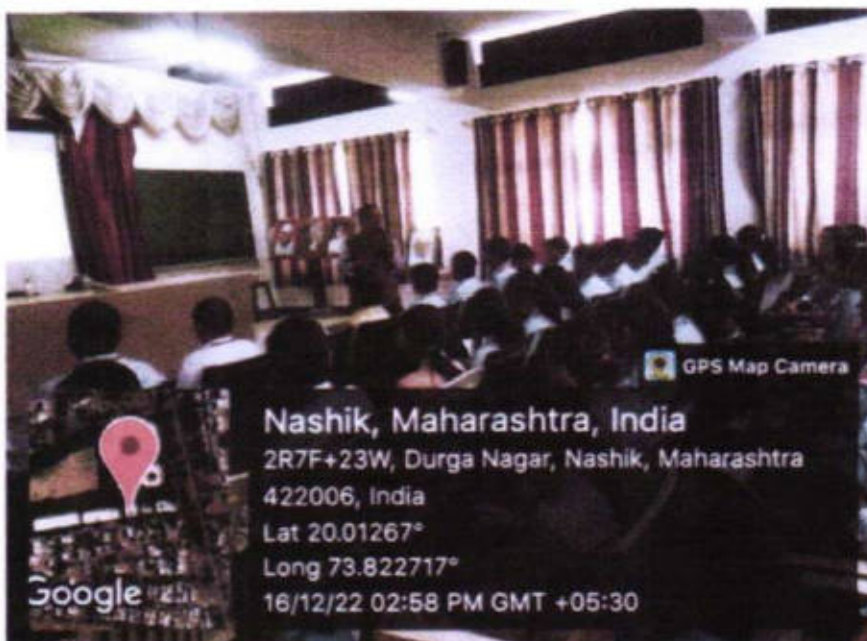 GPS Map Camera
Nashik, Maharashtra, India
2R7F+23W, Durga Nagar, Nashik, Maharashtra
422006, India
Lat 20.01267°
Long 73.822717°
16/12/22 02:58 PM GMT +05:30
Google